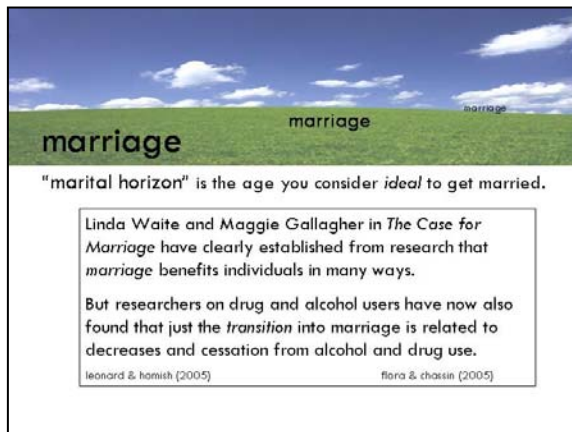 marriage
marriage
marriage
"marital horizon" is the age you consider ideal to get married.
Linda Waite and Maggie Gallagher in The Case for
Marriage have clearly established from research that
marriage benefits individuals in many ways.
But researchers on drug and alcohol users have now also
found that just the transition into marriage is related to
decreases and cessation from alcohol and drug use.
leonard & homish (2005) flora & chassin (2005)